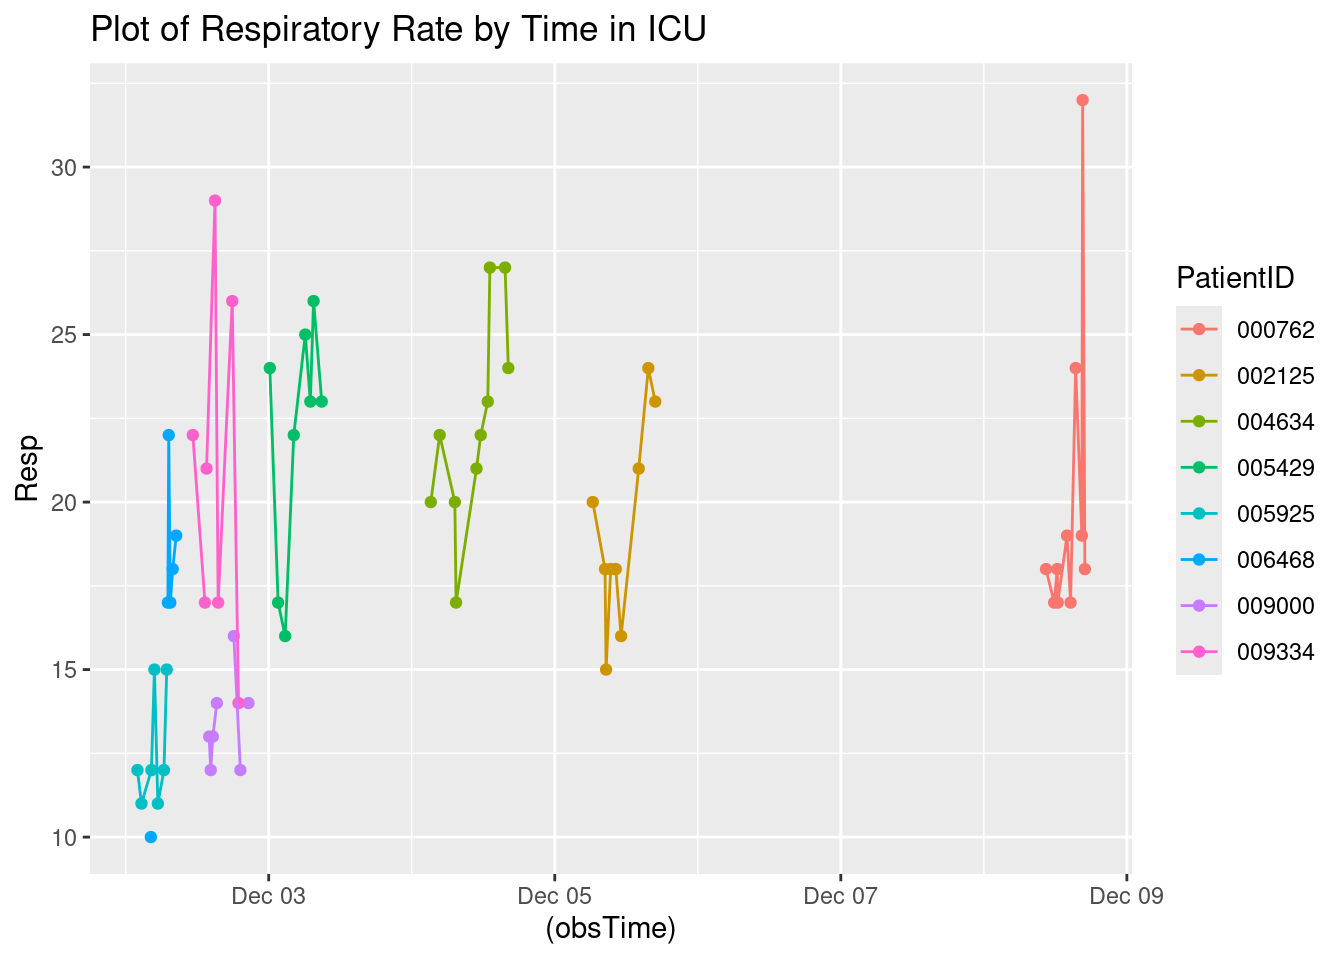 Plot of Respiratory Rate by Time in ICU
Resp
30
25
20
15
10
Dec 03
Dec 05
Dec 07
Dec 09
(obsTime)
PatientID
000762
002125
004634
005429
005925
006468
009000
009334